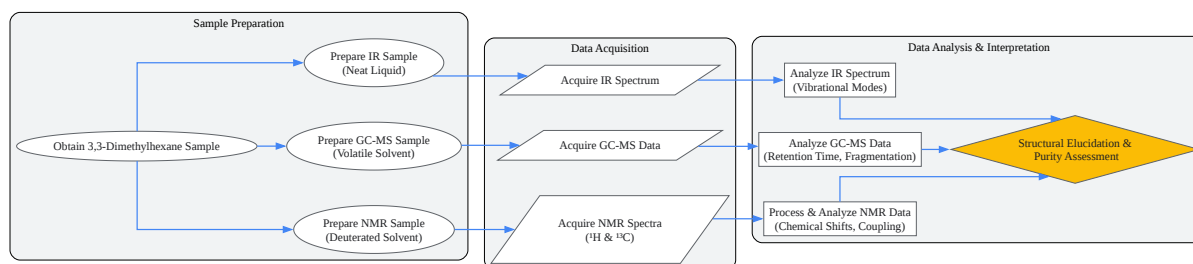 Sample Preparation
Prepare IR Sample
(Neat Liquid)
Obtain 3,3-Dimethylhexane Sample
Prepare GC-MS Sample
(Volatile Solvent)
Prepare NMR Sample
(Deuterated Solvent)
Data Acquisition
Acquire IR Spectrum
Acquire GC-MS Data
Acquire NMR Spectra
(¹H & ¹³C)
Data Analysis & Interpretation
Analyze IR Spectrum
(Vibrational Modes)
Analyze GC-MS Data
(Retention Time, Fragmentation)
Process & Analyze NMR Data
(Chemical Shifts, Coupling)
Structural Elucidation &
Purity Assessment